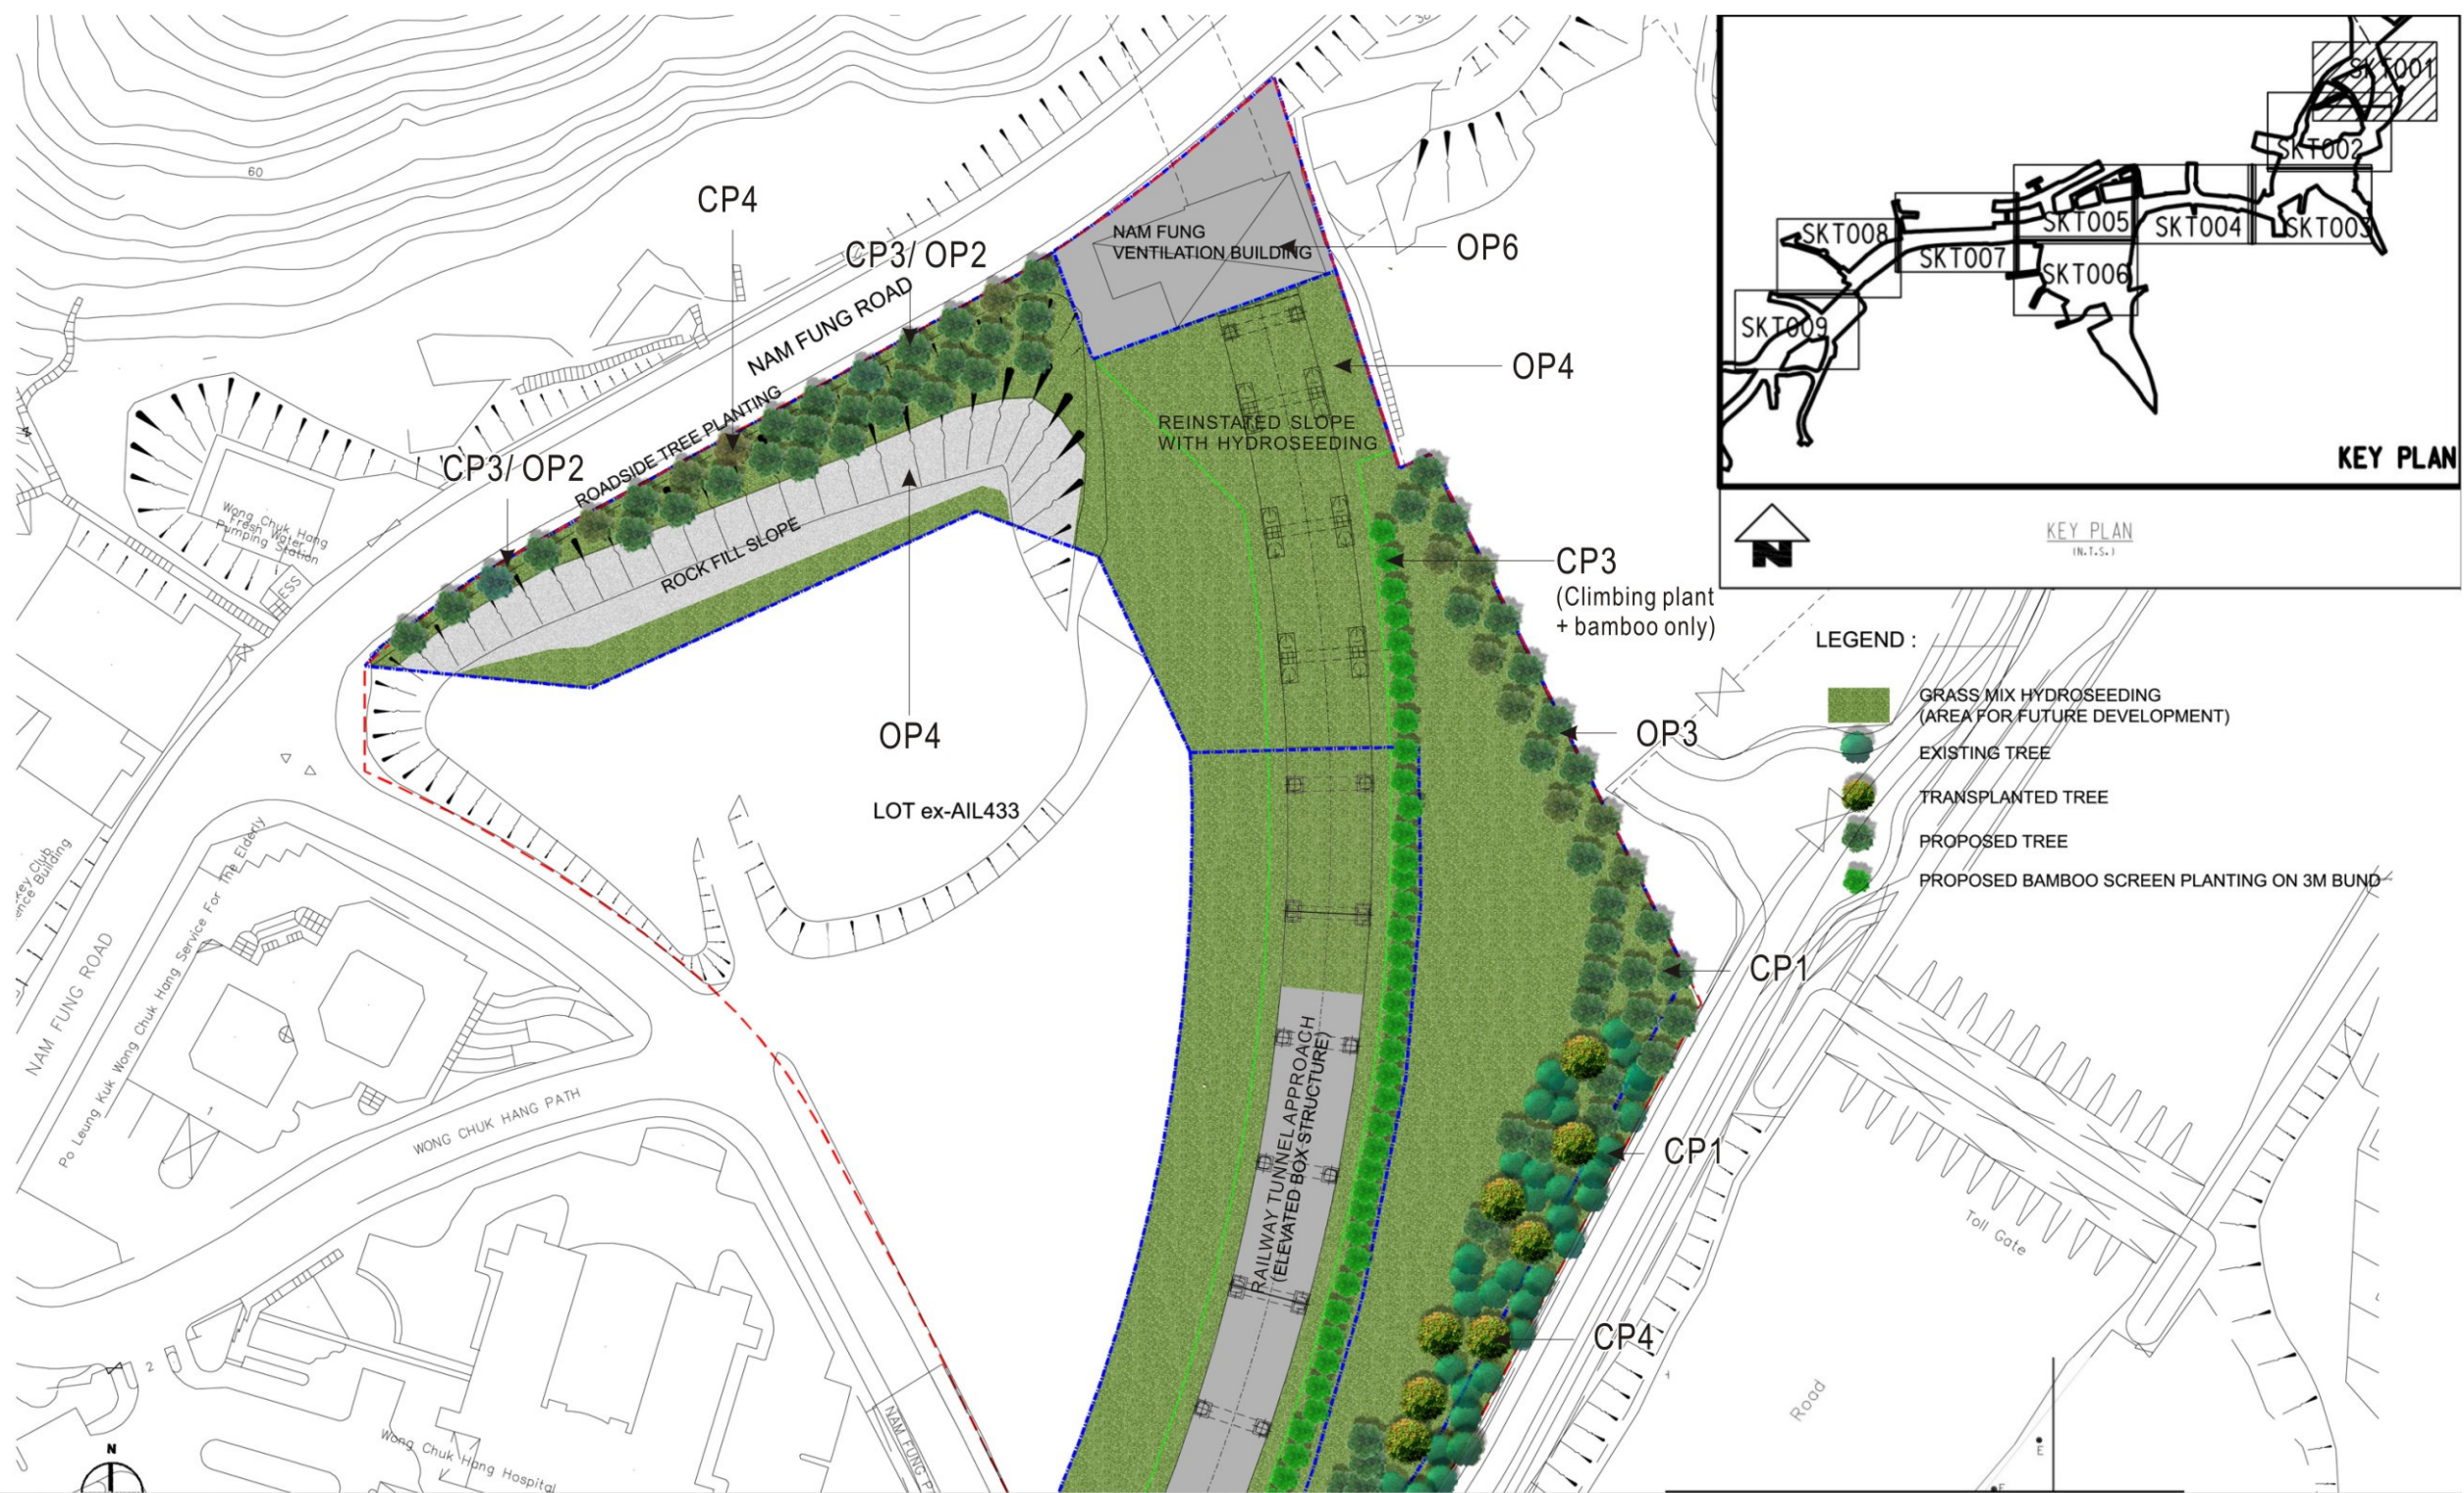 60
CP4
CP3/ OP2
NAM FUNG ROAD
NAM FUNG
VENTILATION BUILDING
OP6
OP4
REINSTATED SLOPE
WITH HYDROSEEDING
ROADSIDE TREE PLANTING
CP3/ OP2
ROCK FILL SLOPE
Wong Chuk Hang
Fresh Water
Pumping Station
ESS
OP4
LOT ex-AIL433
CP3
(Climbing plant
+ bamboo only)
OP3
CP1
CP1
CP4
RAILWAY TUNNEL APPROACH
(ELEVATED BOX STRUCTURE)
NAM FUNG ROAD
Po Leung Kuk Wong Chuk Hang Service For The Elderly
1
WONG CHUK HANG PATH
2
Wong Chuk Hang Hospital
NAM FUNG P
N
SKT001
SKT002
SKT003
SKT004
SKT005
SKT006
SKT007
SKT008
SKT009
KEY PLAN
N
KEY PLAN
(N.T.S.)
LEGEND :
GRASS MIX HYDROSEEDING
(AREA FOR FUTURE DEVELOPMENT)
EXISTING TREE
TRANSPLANTED TREE
PROPOSED TREE
PROPOSED BAMBOO SCREEN PLANTING ON 3M BUND
Toll Gate
Road
E